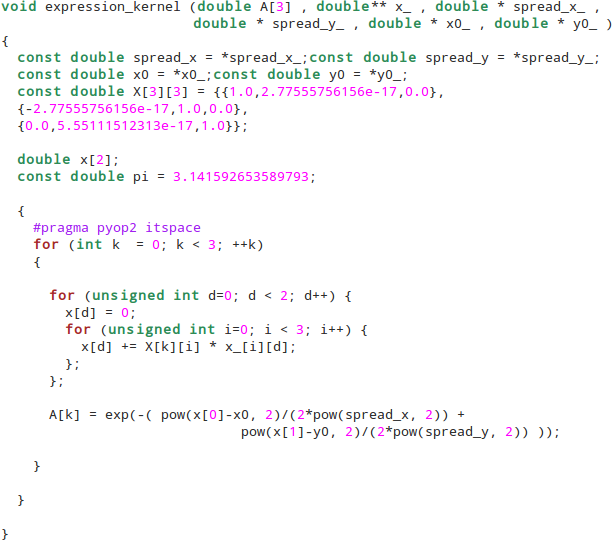 void expression_kernel (double A[3] , double** x_ , double * spread_x_ ,
double * spread_y_ , double * x0_ , double * y0_ )
{
const double spread_x = *spread_x_;const double spread_y = *spread_y_;
const double x0 = *x0_;const double y0 = *y0_;
const double X[3][3] = {{1.0,2.77555756156e-17,0.0},
{-2.77555756156e-17,1.0,0.0},
{0.0,5.55111512313e-17,1.0}};
double x[2];
const double pi = 3.141592653589793;
{
#pragma pyop2 itspace
for (int k  = 0; k < 3; ++k)
{
for (unsigned int d=0; d < 2; d++) {
x[d] = 0;
for (unsigned int i=0; i < 3; i++) {
x[d] += X[k][i] * x_[i][d];
};
};
A[k] = exp(-( pow(x[0]-x0, 2)/(2*pow(spread_x, 2)) +
pow(x[1]-y0, 2)/(2*pow(spread_y, 2)) ));
}
}
}